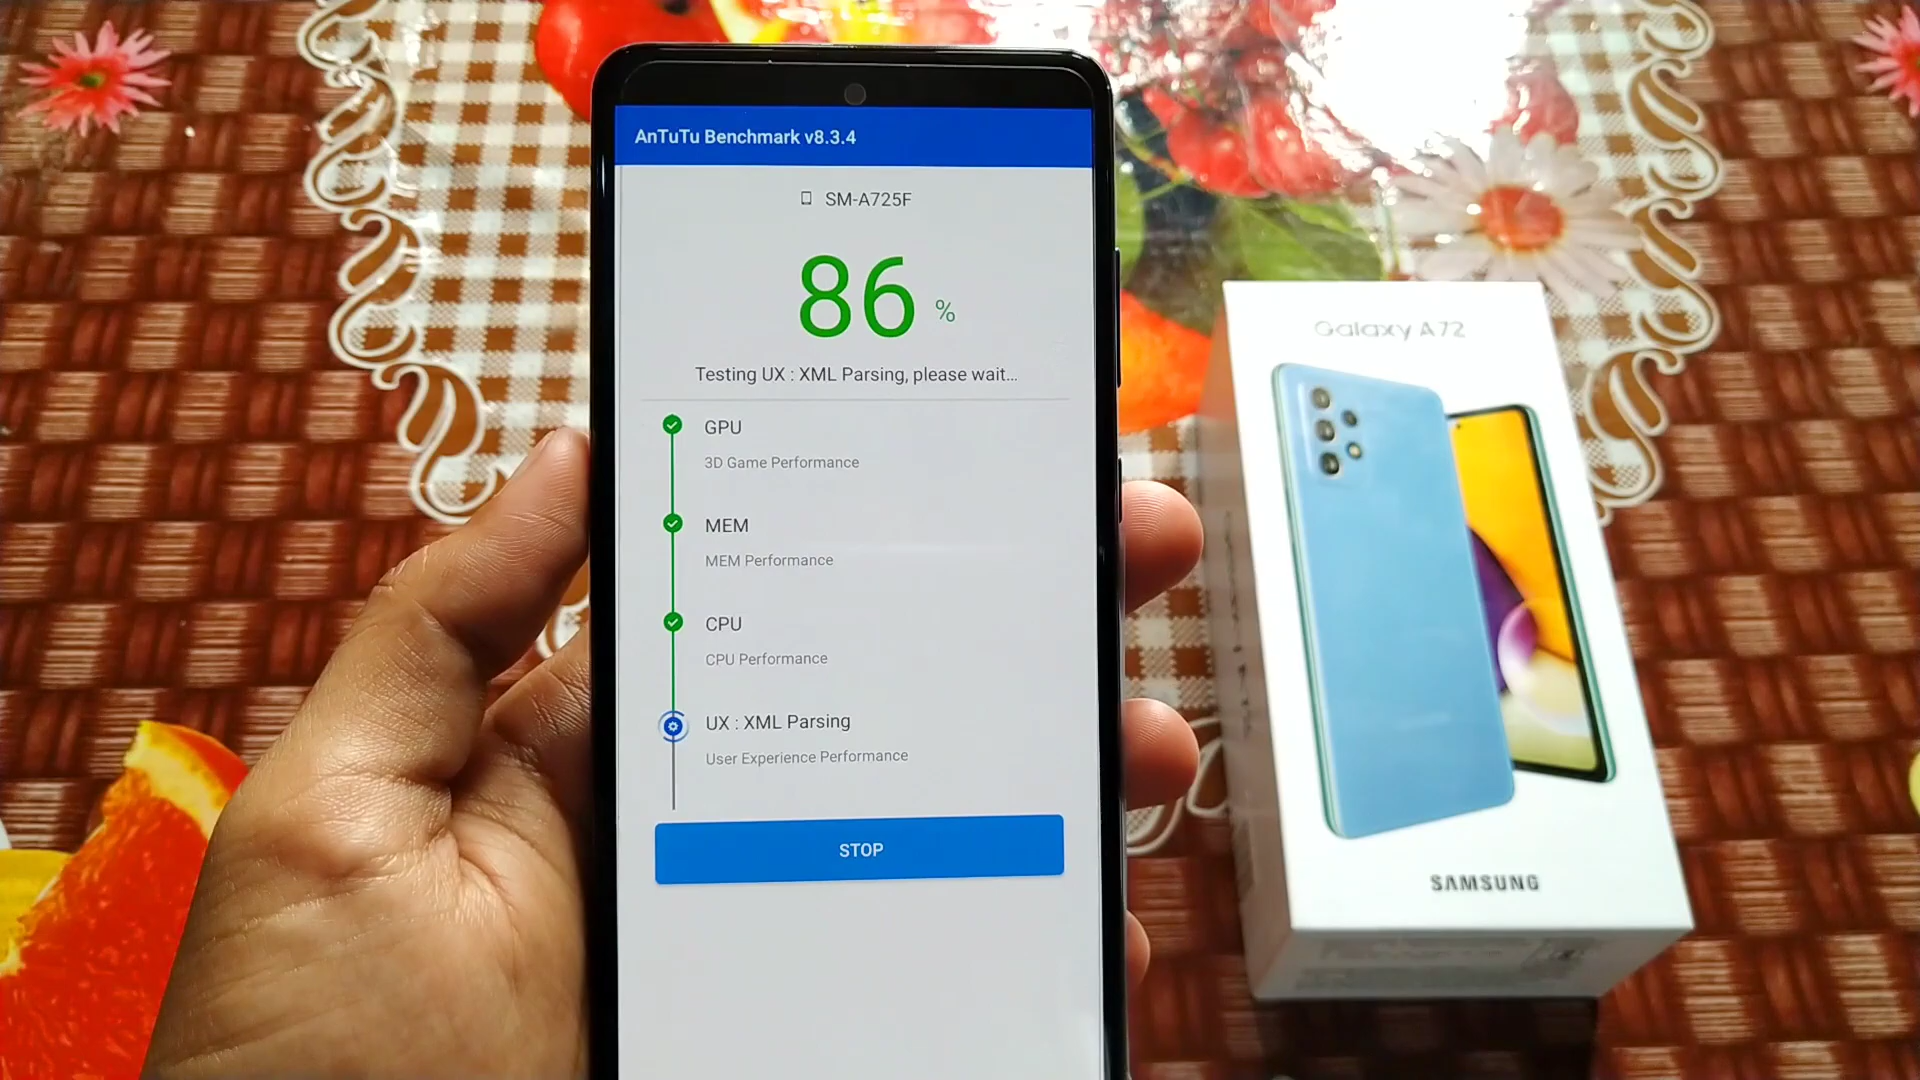 AnTuTu Benchmark v8.3.4
SM-A725F
86 %
Testing UX : XML Parsing, please wait...
GPU
3D Game Performance
MEM
MEM Performance
CPU
CPU Performance
UX : XML Parsing
User Experience Performance
STOP
Galaxy A72
SAMSUNG